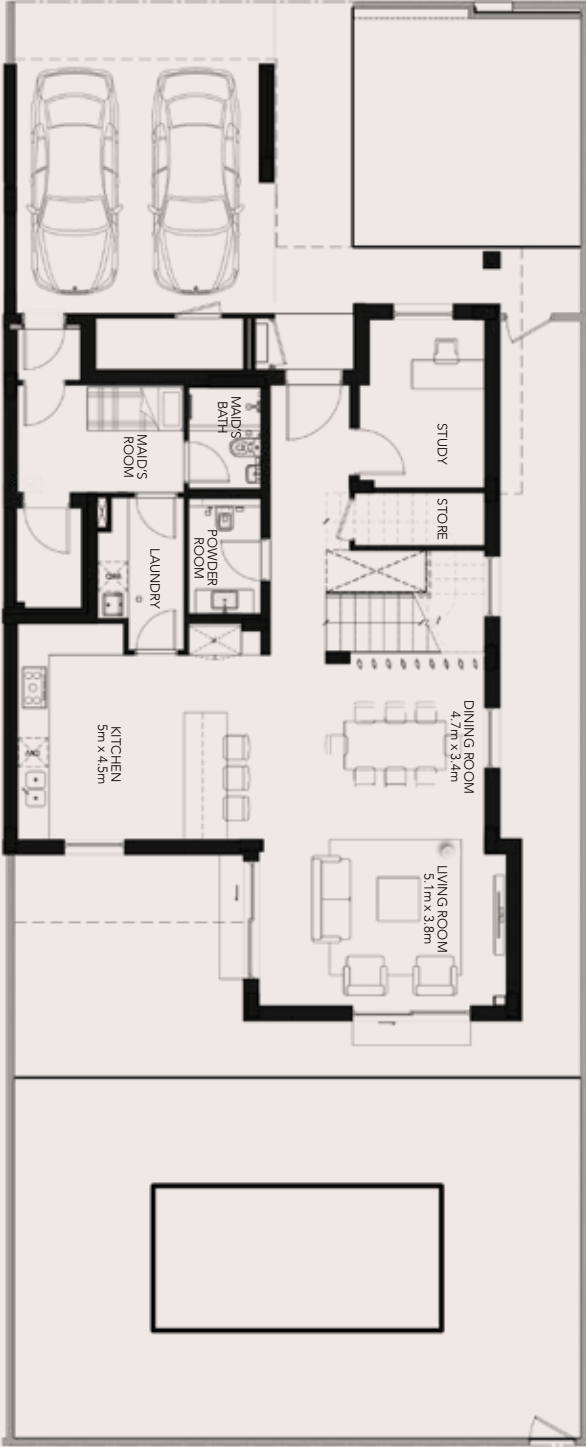 STUDY
MAID'S
BATH
MAID'S
ROOM
STORE
POWDER
ROOM
LAUNDRY
DINING ROOM
4.7m x 3.4m
KITCHEN
5m x 4.5m
LIVING ROOM
5.1m x 3.8m